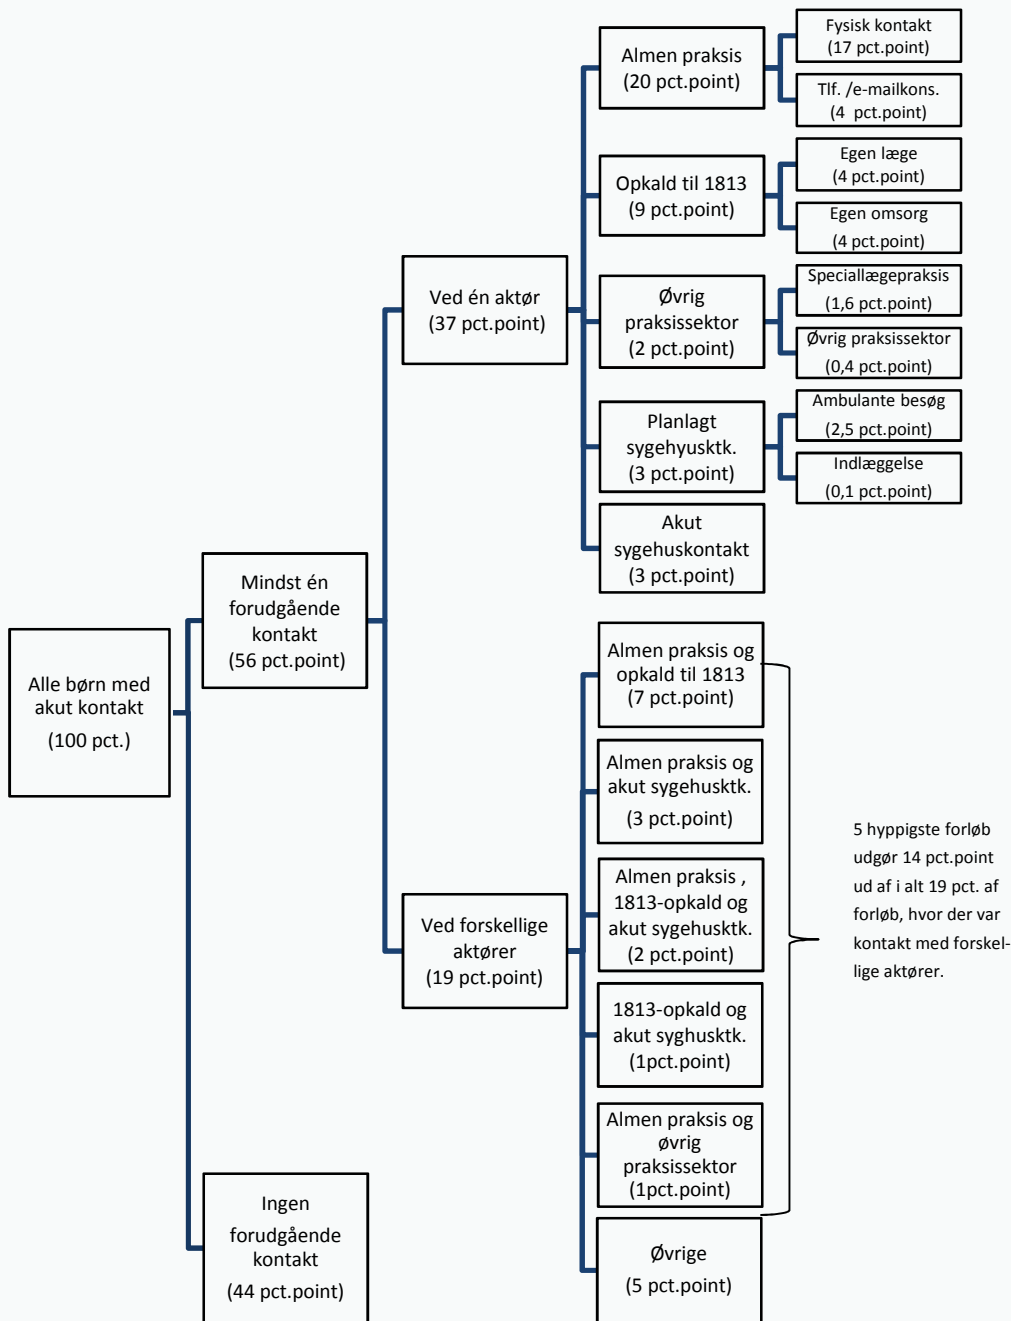 Alle børn med
akut kontakt
(100 pct.)
Mindst én
forudgående
kontakt
(56 pct.point)
Ingen
forudgående
kontakt
(44 pct.point)
Ved én aktør
(37 pct.point)
Ved forskellige
aktører
(19 pct.point)
Almen praksis
(20 pct.point)
Opkald til 1813
(9 pct.point)
Øvrig
praksissektor
(2 pct.point)
Planlagt
sygehyusktk.
(3 pct.point)
Akut
sygehuskontakt
(3 pct.point)
Fysisk kontakt
(17 pct.point)
Tlf. /e-mailkons.
(4 pct.point)
Egen læge
(4 pct.point)
Egen omsorg
(4 pct.point)
Speciallægepraksis
(1,6 pct.point)
Øvrig praksissektor
(0,4 pct.point)
Ambulante besøg
(2,5 pct.point)
Indlæggelse
(0,1 pct.point)
Almen praksis og
opkald til 1813
(7 pct.point)
Almen praksis og
akut sygehusktk.
(3 pct.point)
Almen praksis ,
1813-opkald og
akut sygehusktk.
(2 pct.point)
1813-opkald og
akut syghusktk.
(1pct.point)
Almen praksis og
øvrig
praksissektor
(1pct.point)
Øvrige
(5 pct.point)
5 hyppigste forløb
udgør 14 pct.point
ud af i alt 19 pct. af
forløb, hvor der var
kontakt med forskel-
lige aktører.